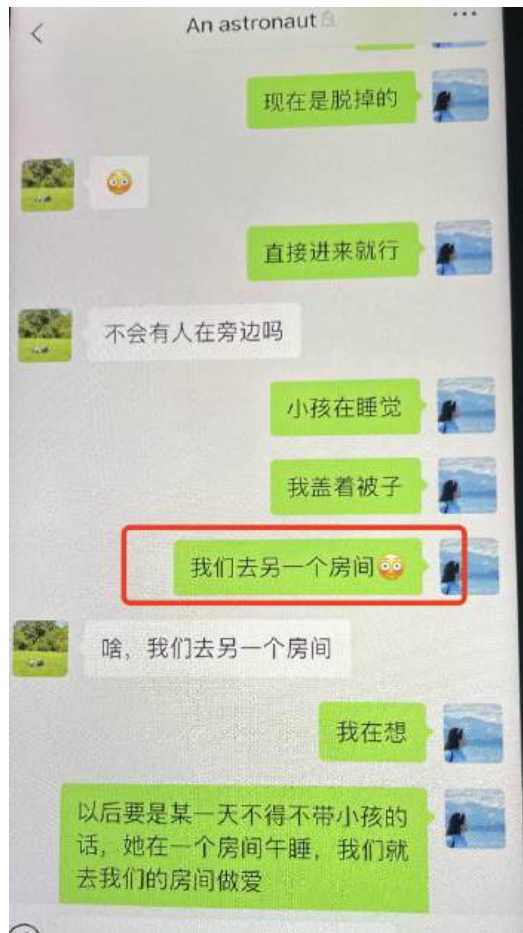 An astronaut
现在是脱掉的
😳
直接进来就行
不会有人在旁边吗
小孩在睡觉
我盖着被子
我们去另一个房间😳
啥，我们去另一个房间
我在想
以后要是某一天不得不带小孩的
话，她在一个房间午睡，我们就
去我们的房间做爱